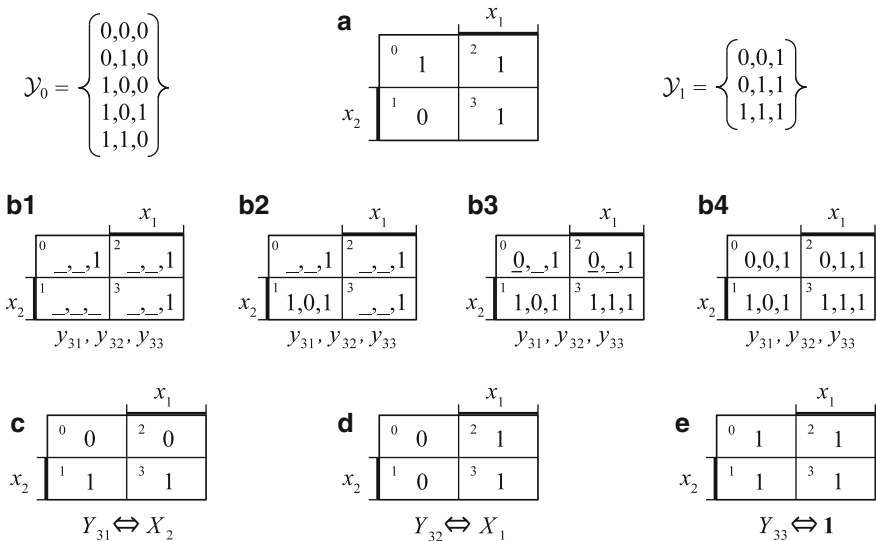 𝒴₀ = { 0,0,0
0,1,0
1,0,0
1,0,1
1,1,0 }
a
x₁
0 1 2 1
x₂ 1 0 3 1
𝒴₁ = { 0,0,1
0,1,1
1,1,1 }
b1
x₁
0 _,_,1 2 _,_,1
x₂ 1 _,_,_ 3 _,_,1
y₃₁, y₃₂, y₃₃
b2
x₁
0 _,_,1 2 _,_,1
x₂ 1 1,0,1 3 _,_,1
y₃₁, y₃₂, y₃₃
b3
x₁
0 0̲,_,1 2 0̲,_,1
x₂ 1 1,0,1 3 1,1,1
y₃₁, y₃₂, y₃₃
b4
x₁
0 0,0,1 2 0,1,1
x₂ 1 1,0,1 3 1,1,1
y₃₁, y₃₂, y₃₃
c
x₁
0 0 2 0
x₂ 1 1 3 1
Y₃₁ ⇔ X₂
d
x₁
0 0 2 1
1 0 3 1
x₂
Y₃₂ ⇔ X₁
e
x₁
0 1 2 1
x₂ 1 1 3 1
Y₃₃ ⇔ 1